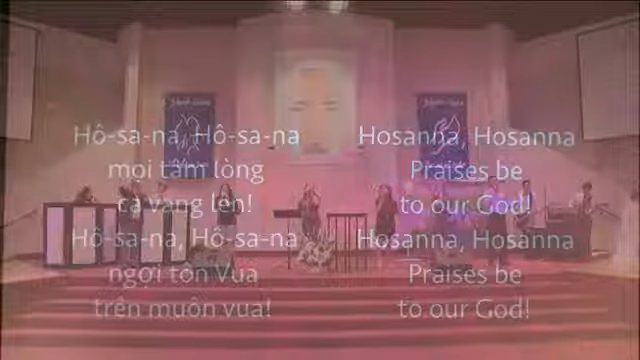 Hô-sa-na, Hô-sa-na
mọi tâm lòng
ca vang lên!
Hô-sa-na, Hô-sa-na
ngợi tôn Vua
trên muôn vua!
Hosanna, Hosanna
Praises be
to our God!
Hosanna, Hosanna
Praises be
to our God!